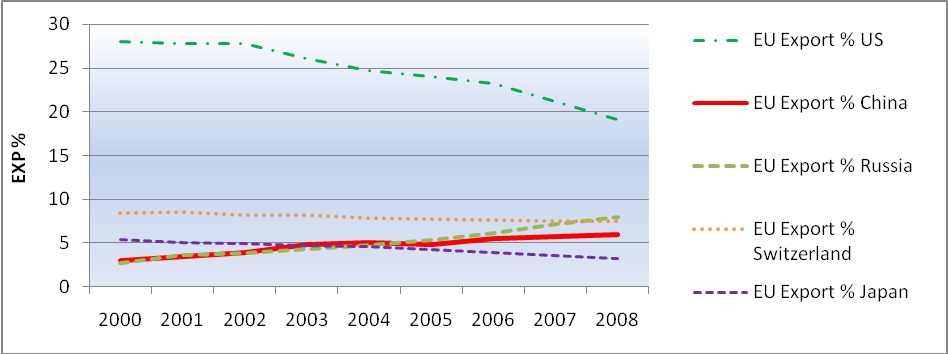 30
25
20
15
10
5
0
EXP %
2000 2001 2002 2003 2004 2005 2006 2007 2008
EU Export % US
EU Export % China
EU Export % Russia
EU Export %
Switzerland
EU Export % Japan